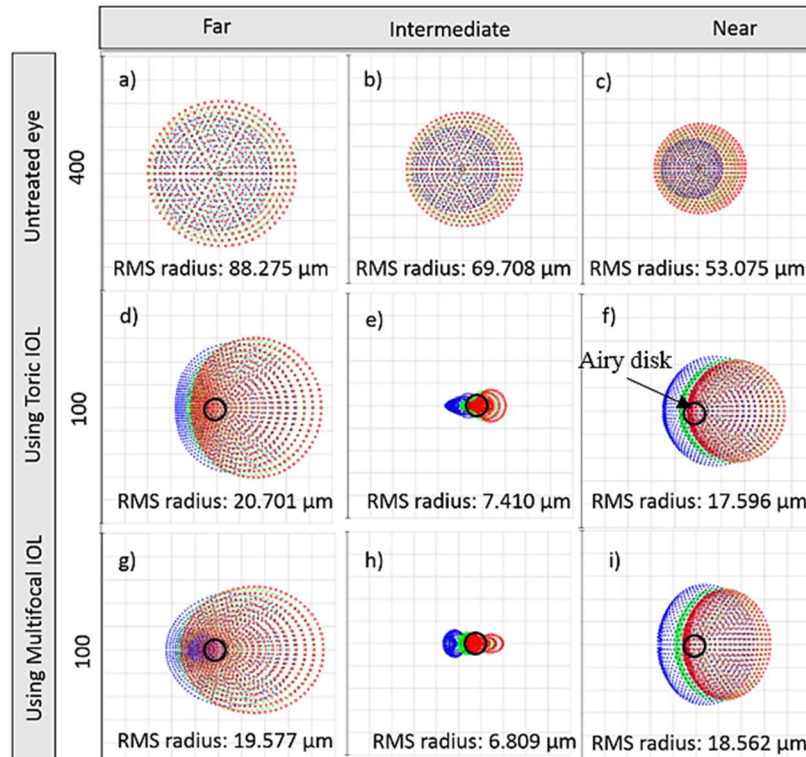 Far
Intermediate
Near
Untreated eye
400
a)
RMS radius: 88.275 µm
b)
RMS radius: 69.708 µm
c)
RMS radius: 53.075 µm
Using Toric IOL
100
d)
RMS radius: 20.701 µm
e)
RMS radius: 7.410 µm
f)
Airy disk
RMS radius: 17.596 µm
Using Multifocal IOL
100
g)
RMS radius: 19.577 µm
h)
RMS radius: 6.809 µm
i)
RMS radius: 18.562 µm